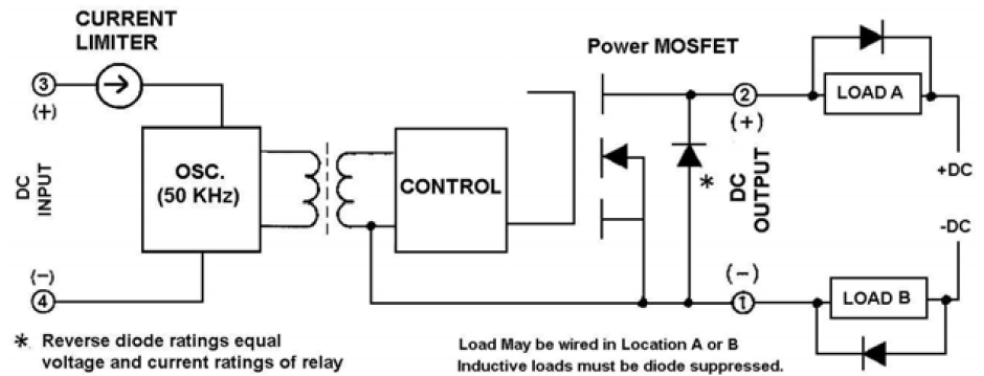 CURRENT
LIMITER
Power MOSFET
3
(+)
2
(+)
LOAD A
DC
INPUT
OSC.
(50 KHz)
CONTROL
*
DC
OUTPUT
+DC
-DC
(-)
4
(-)
1
LOAD B
* Reverse diode ratings equal
voltage and current ratings of relay
Load May be wired in Location A or B
Inductive loads must be diode suppressed.